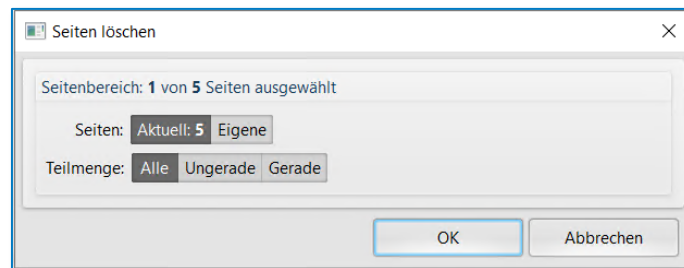 Seiten löschen
Seitenbereich: 1 von 5 Seiten ausgewählt
Seiten: Aktuell: 5 Eigene
Teilmenge: Alle Ungerade Gerade
OK Abbrechen